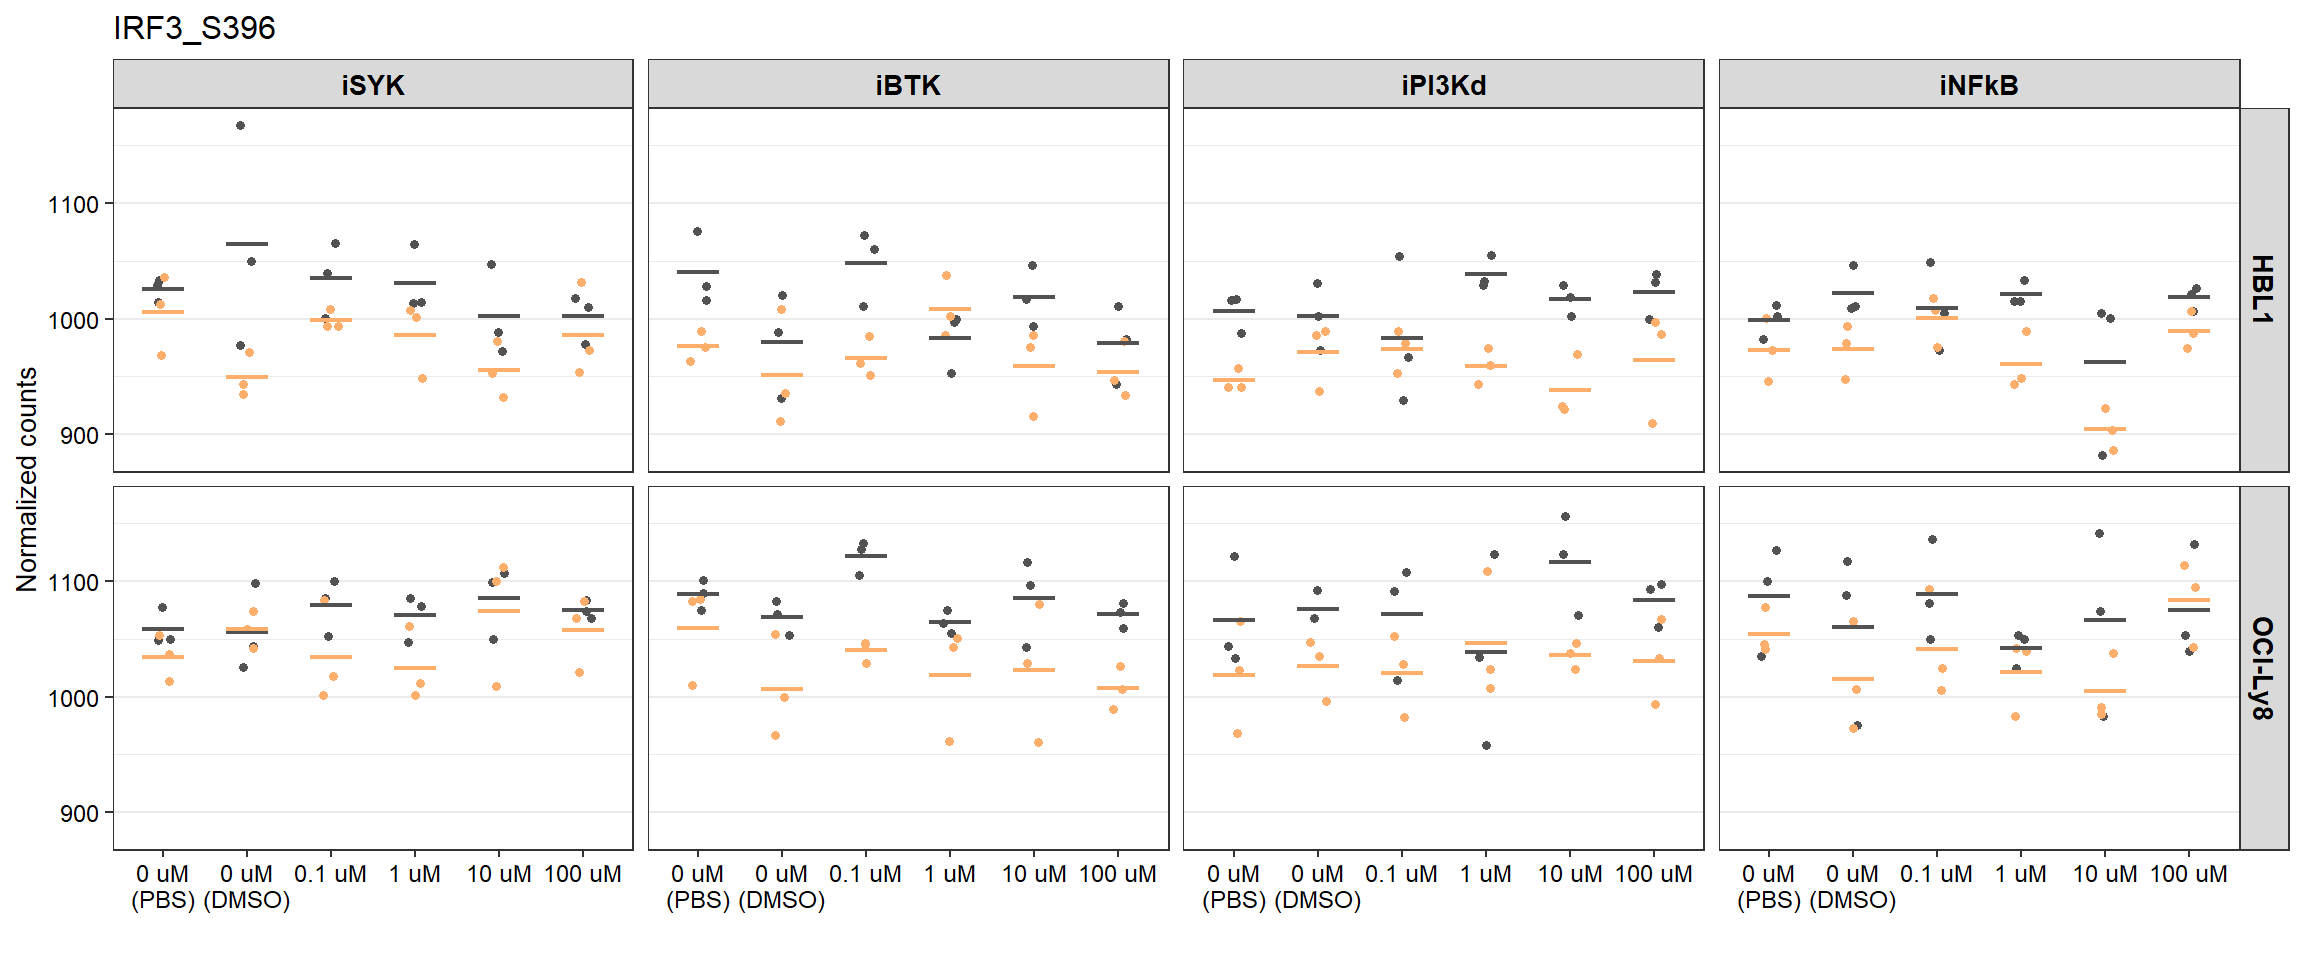 IRF3_S396
iSYK iBTK iPI3Kd iNFkB
Normalized counts
1100
1000
900
HBL1
1100
1000
900
OCI-Ly8
0 uM 0 uM 0.1 uM 1 uM 10 uM 100 uM 0 uM 0 uM 0.1 uM 1 uM 10 uM 100 uM 0 uM 0 uM 0.1 uM 1 uM 10 uM 100 uM 0 uM 0 uM 0.1 uM 1 uM 10 uM 100 uM
(PBS) (DMSO) (PBS) (DMSO) (PBS) (DMSO) (PBS) (DMSO)